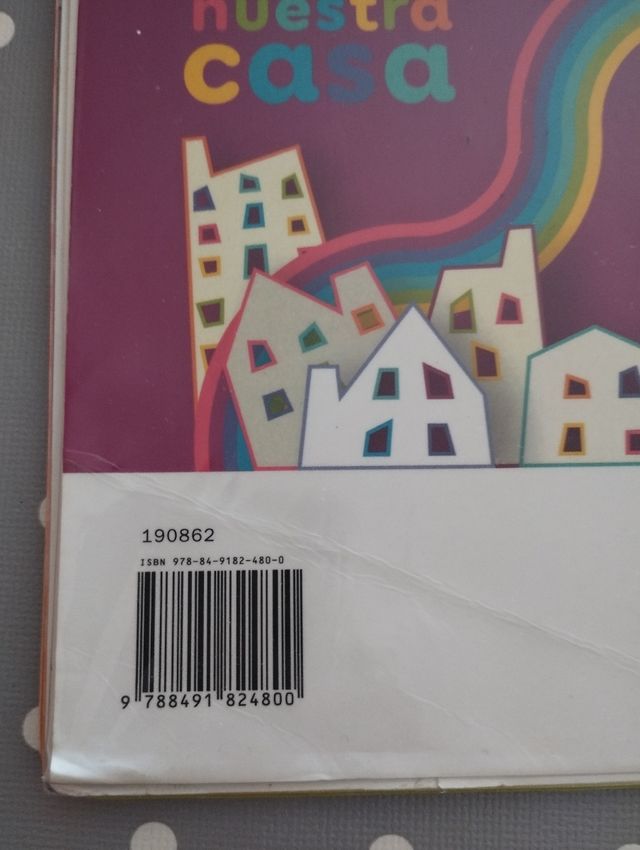 nuestra
casa
190862
ISBN 978-84-9182-480-0
9 788491 824800